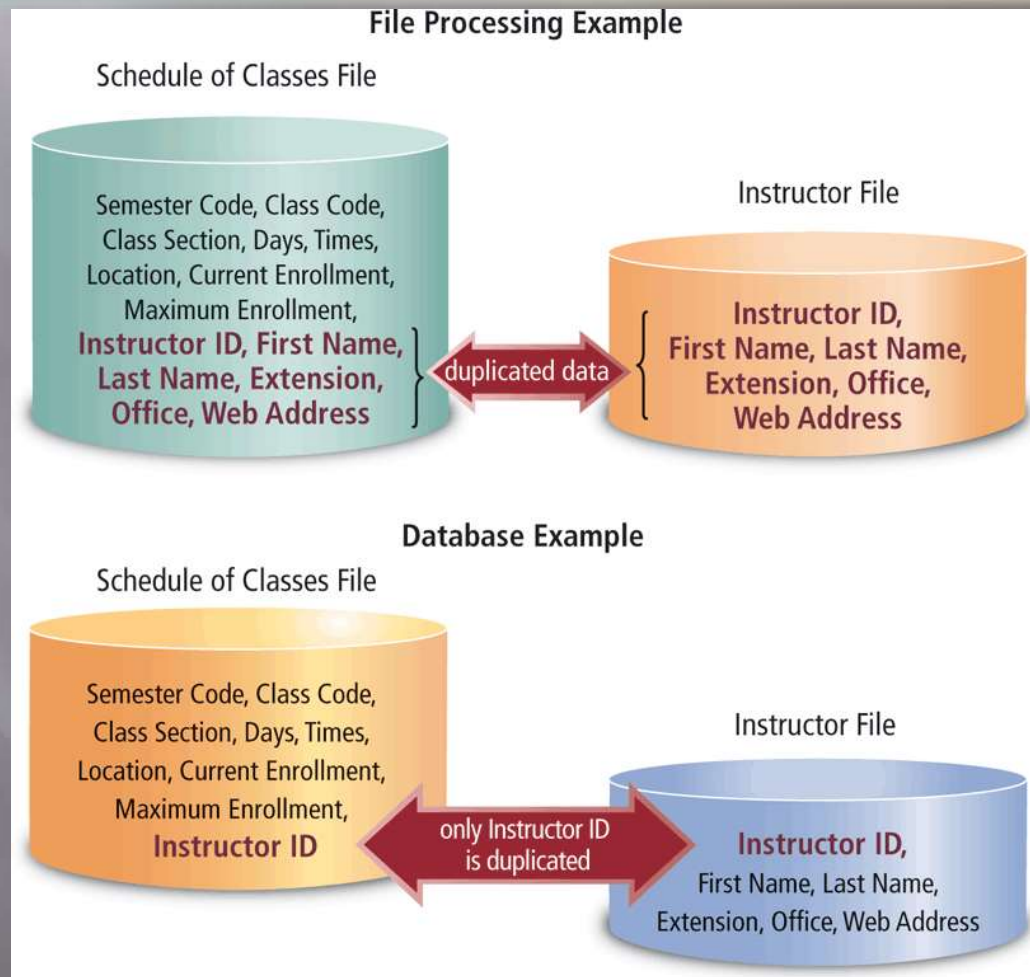 File Processing Example
Schedule of Classes File
Semester Code, Class Code,
Class Section, Days, Times,
Location, Current Enrollment,
Maximum Enrollment,
Instructor ID, First Name,
Last Name, Extension,
Office, Web Address
duplicated data
Instructor File
Instructor ID,
First Name, Last Name,
Extension, Office,
Web Address
Database Example
Schedule of Classes File
Semester Code, Class Code,
Class Section, Days, Times,
Location, Current Enrollment,
Maximum Enrollment,
Instructor ID
only Instructor ID
is duplicated
Instructor File
Instructor ID,
First Name, Last Name,
Extension, Office, Web Address